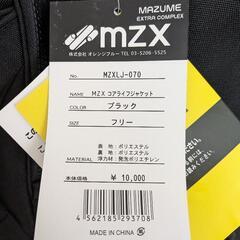 MAZUME
EXTRA COMPLEX
mzx
株式会社 オレンジブルー TEL : 03-5206-5525
No. MZXLJ-070
NAME MZX コアライフジャケット
COLOR ブラック
SIZE フリー
MATERIAL 表 地：ポリエステル
裏 地：ポリエステル
浮力材：発泡ポリエチレン
本体価格 ¥ 10,000
4 562185 293708